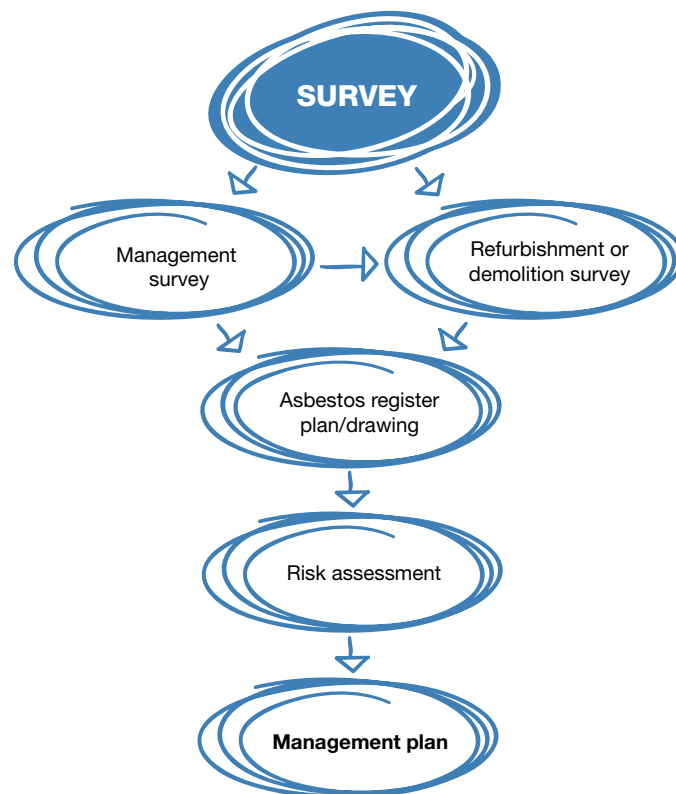 SURVEY
Management
survey
Refurbishment or
demolition survey
Asbestos register
plan/drawing
Risk assessment
Management plan